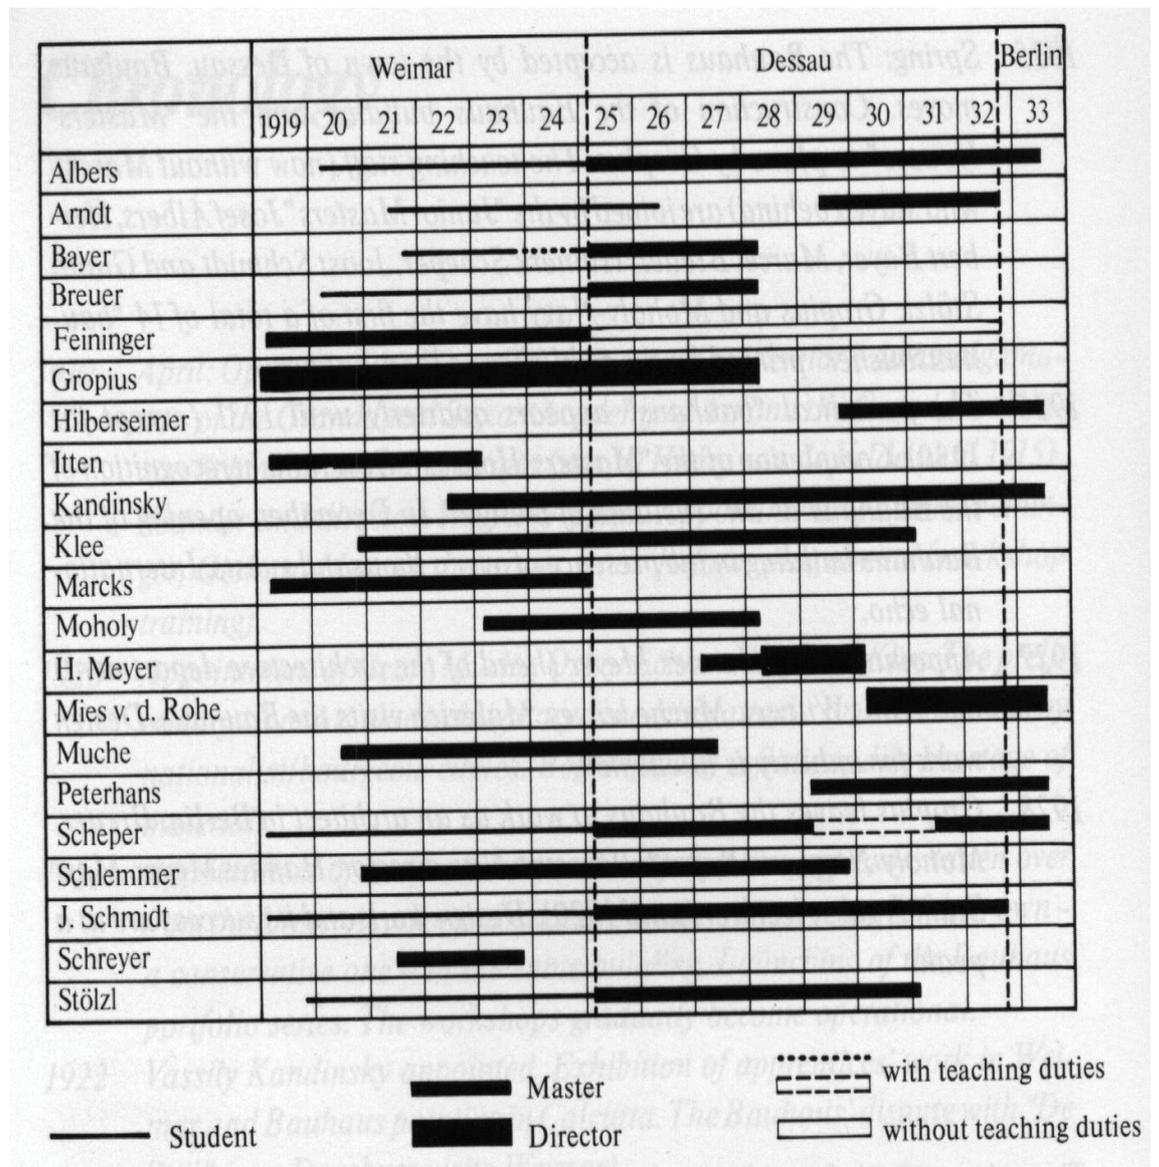 Weimar Dessau Berlin
1919 20 21 22 23 24 25 26 27 28 29 30 31 32 33
Albers
Arndt
Bayer
Breuer
Feininger
Gropius
Hilberseimer
Itten
Kandinsky
Klee
Marcks
Moholy
H. Meyer
Mies v. d. Rohe
Muche
Peterhans
Scheper
Schlemmer
J. Schmidt
Schreyer
Stölzl
Master with teaching duties
Student Director without teaching duties